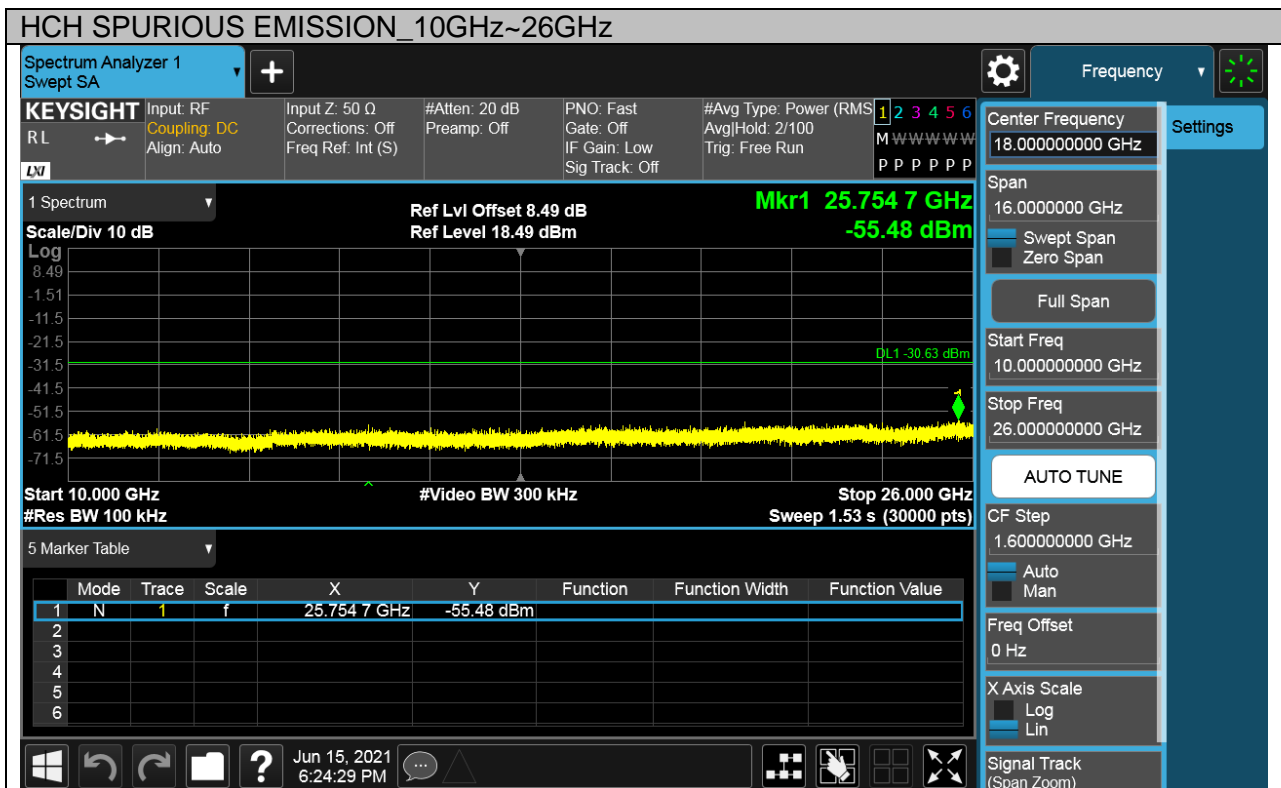 HCH SPURIOUS EMISSION_10GHz~26GHz
Spectrum Analyzer 1
Swept SA
+
Frequency
KEYSIGHT
RL
LXI
Input: RF
Coupling: DC
Align: Auto
Input Z: 50 Ω
Corrections: Off
Freq Ref: Int (S)
#Atten: 20 dB
Preamp: Off
PNO: Fast
Gate: Off
IF Gain: Low
Sig Track: Off
#Avg Type: Power (RMS
Avg|Hold: 2/100
Trig: Free Run
1 2 3 4 5 6
M W W W W W
P P P P P P
1 Spectrum
Scale/Div 10 dB
Ref Lvl Offset 8.49 dB
Ref Level 18.49 dBm
Mkr1 25.754 7 GHz
-55.48 dBm
Log
8.49
-1.51
-11.5
-21.5
-31.5
-41.5
-51.5
-61.5
-71.5
DL1 -30.63 dBm
1
Start 10.000 GHz
#Video BW 300 kHz
Stop 26.000 GHz
#Res BW 100 kHz
Sweep 1.53 s (30000 pts)
5 Marker Table
Mode Trace Scale X Y Function Function Width Function Value
1 N 1 f 25.754 7 GHz -55.48 dBm
2
3
4
5
6
?
Jun 15, 2021
6:24:29 PM
Center Frequency
18.000000000 GHz
Settings
Span
16.0000000 GHz
Swept Span
Zero Span
Full Span
Start Freq
10.000000000 GHz
Stop Freq
26.000000000 GHz
AUTO TUNE
CF Step
1.600000000 GHz
Auto
Man
Freq Offset
0 Hz
X Axis Scale
Log
Lin
Signal Track
(Span Zoom)